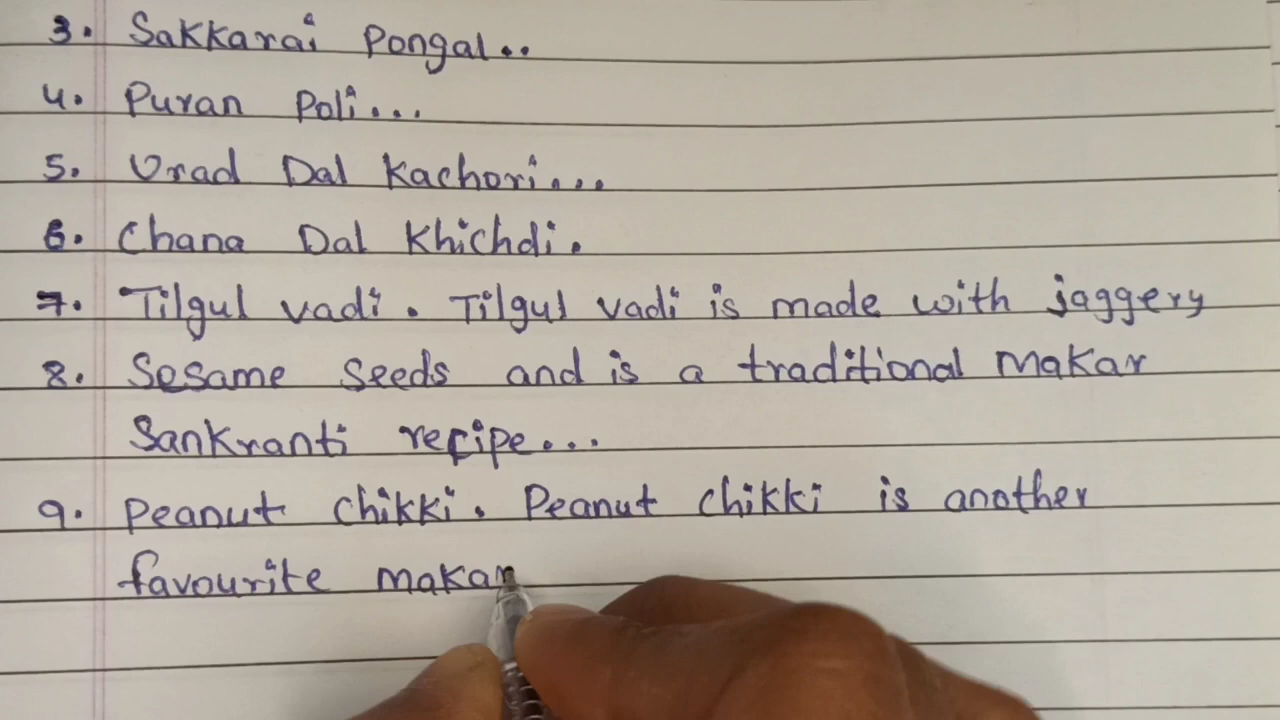 3. Sakkarai Pongal..
4. Puran Poli...
5. Urad Dal Kachori...
6. Chana Dal Khichdi.
7. Tilgul vadi. Tilgul vadi is made with jaggery
8. Sesame Seeds and is a traditional Makar
Sankranti recipe...
9. Peanut chikki. Peanut chikki is another
favourite makar